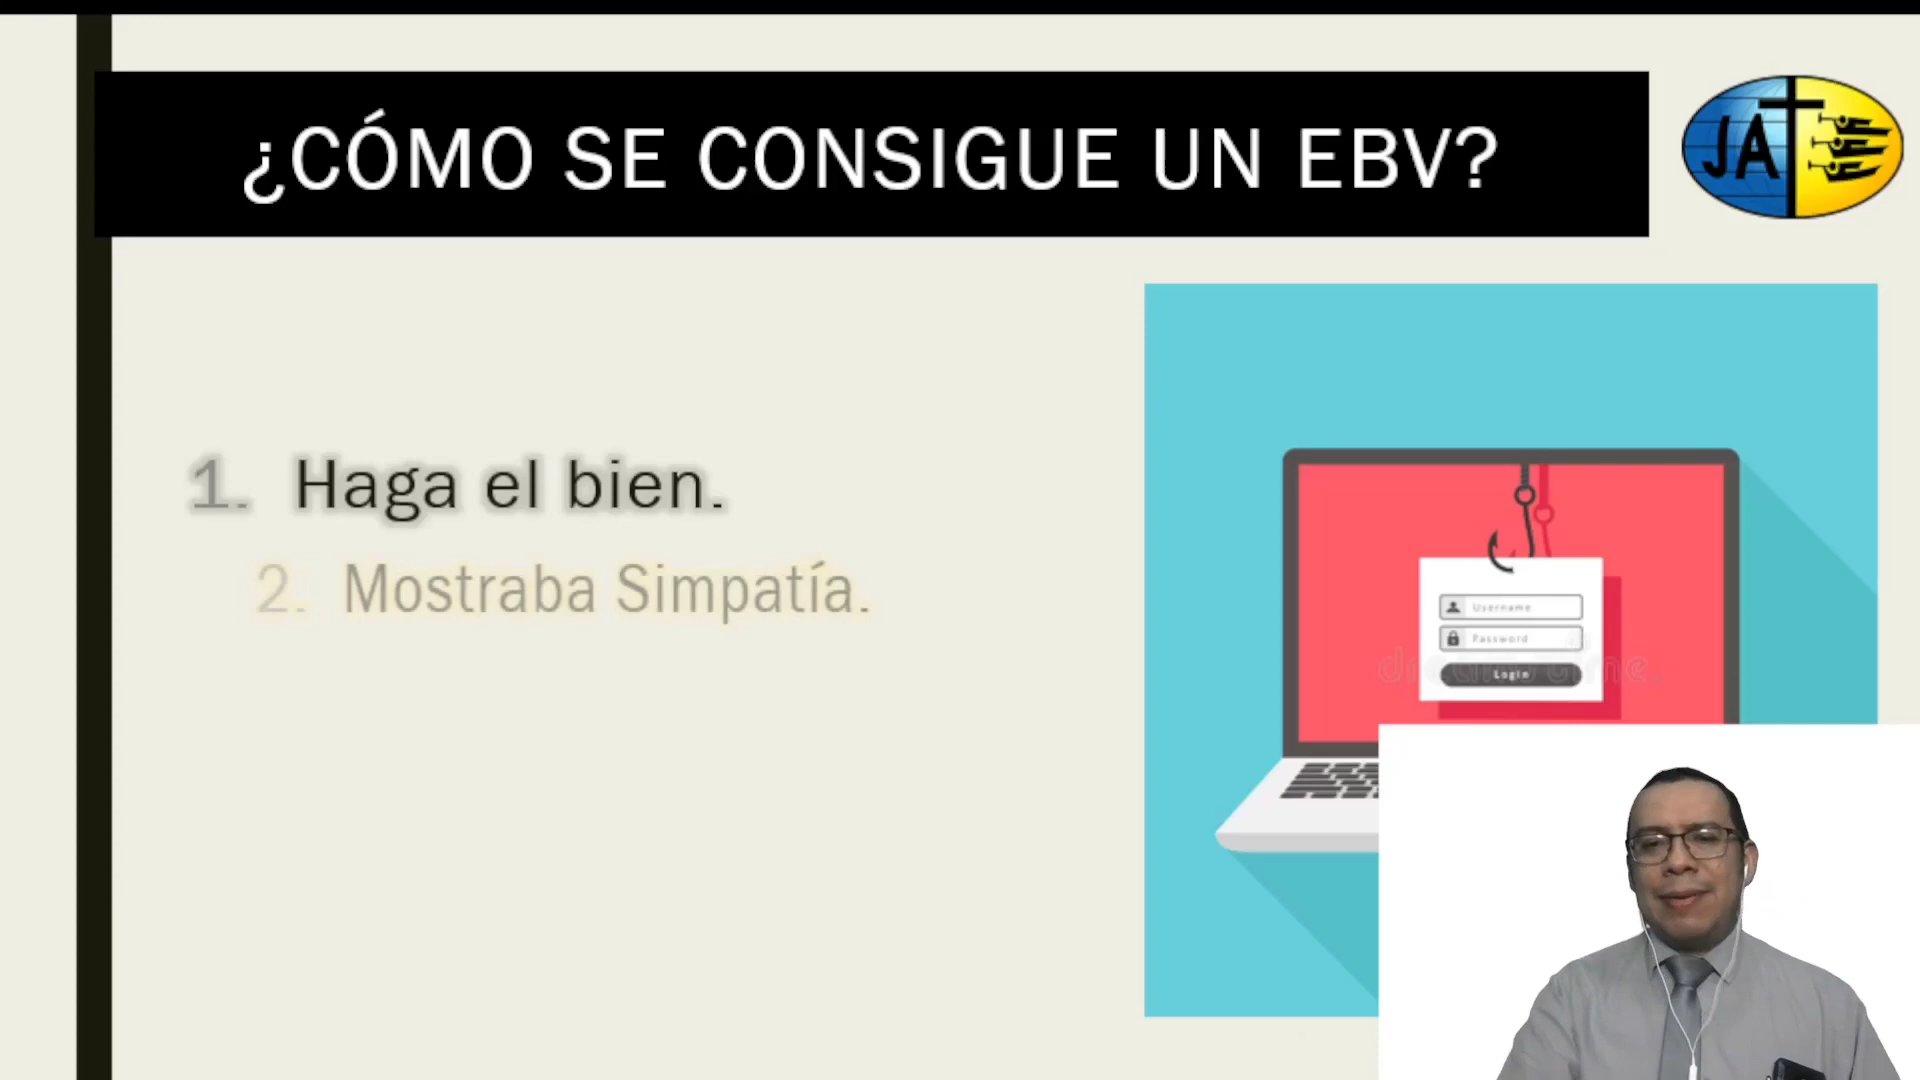 ¿CÓMO SE CONSIGUE UN EBV?
JA
1. Haga el bien.
2. Mostraba Simpatía.
Username
Password
Login